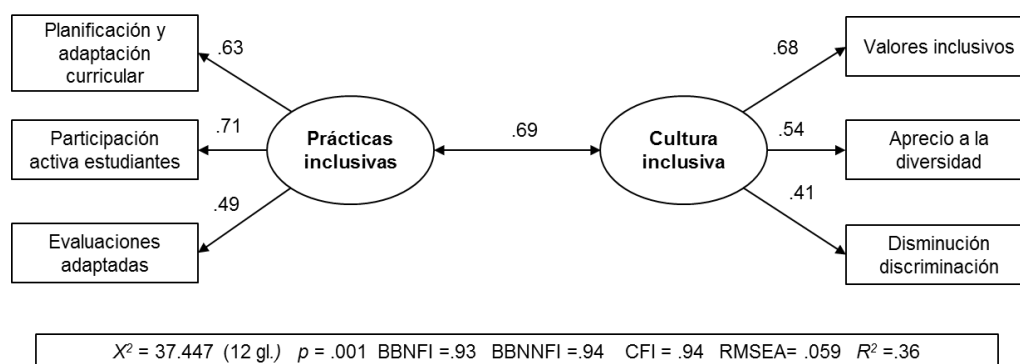 Planificación y
adaptación
curricular
.63
Participación
activa estudiantes
.71
Evaluaciones
adaptadas
.49
Prácticas
inclusivas
.69
Cultura
inclusiva
.68
Valores inclusivos
.54
Aprecio a la
diversidad
.41
Disminución
discriminación
X² = 37.447 (12 gl.) p = .001 BBNFI =.93 BBNNFI =.94 CFI = .94 RMSEA= .059 R² =.36